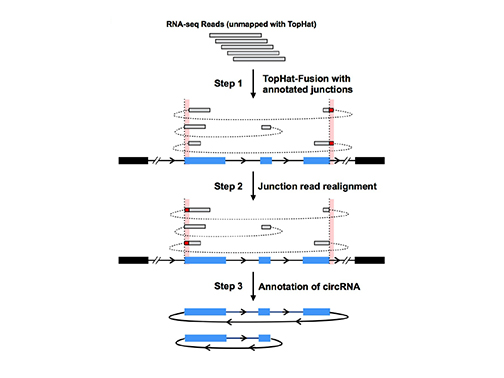 RNA-seq Reads (unmapped with TopHat)
Step 1
TopHat-Fusion with
annotated junctions
Step 2
Junction read realignment
Step 3
Annotation of circRNA